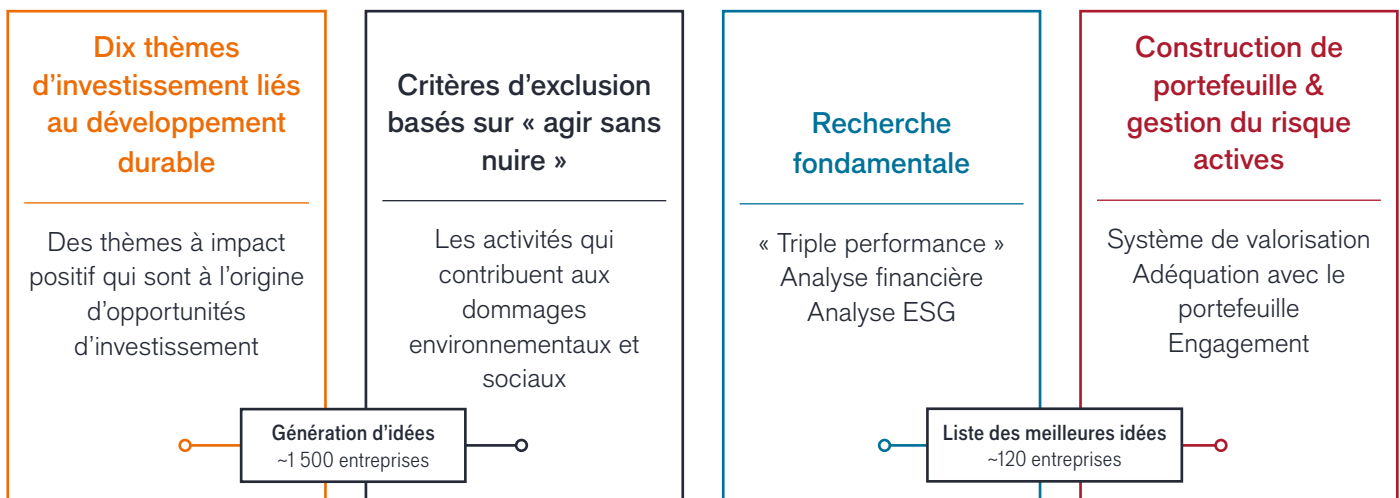 Dix thèmes
d’investissement liés
au développement
durable
Des thèmes à impact
positif qui sont à l’origine
d’opportunités
d’investissement
Critères d’exclusion
basés sur « agir sans
nuire »
Les activités qui
contribuent aux
dommages
environnementaux et
sociaux
Génération d’idées
~1 500 entreprises
Recherche
fondamentale
« Triple performance »
Analyse financière
Analyse ESG
Construction de
portefeuille &
gestion du risque
actives
Système de valorisation
Adéquation avec le
portefeuille
Engagement
Liste des meilleures idées
~120 entreprises